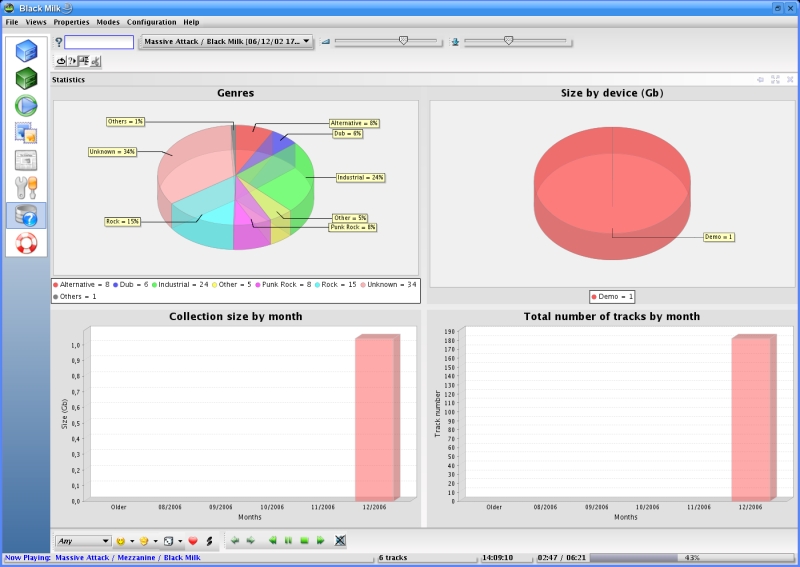 Black Milk
File Views Properties Modes Configuration Help
Massive Attack / Black Milk [06/12/02 17...
Statistics
Genres
Others = 1%
Alternative = 8%
Dub = 6%
Unknown = 34%
Industrial = 24%
Rock = 15%
Other = 5%
Punk Rock = 8%
Alternative = 8 Dub = 6 Industrial = 24 Other = 5 Punk Rock = 8 Rock = 15 Unknown = 34
Others = 1
Size by device (Gb)
Demo = 1
Demo = 1
Collection size by month
Size (Gb)
1,0
0,9
0,8
0,7
0,6
0,5
0,4
0,3
0,2
0,1
0,0
Older 08/2006 09/2006 10/2006 11/2006 12/2006
Months
Total number of tracks by month
Track number
190
180
170
160
150
140
130
120
110
100
90
80
70
60
50
40
30
20
10
0
Older 08/2006 09/2006 10/2006 11/2006 12/2006
Months
Any
Now Playing: Massive Attack / Mezzanine / Black Milk 6 tracks 14:09:10 02:47 / 06:21 43%